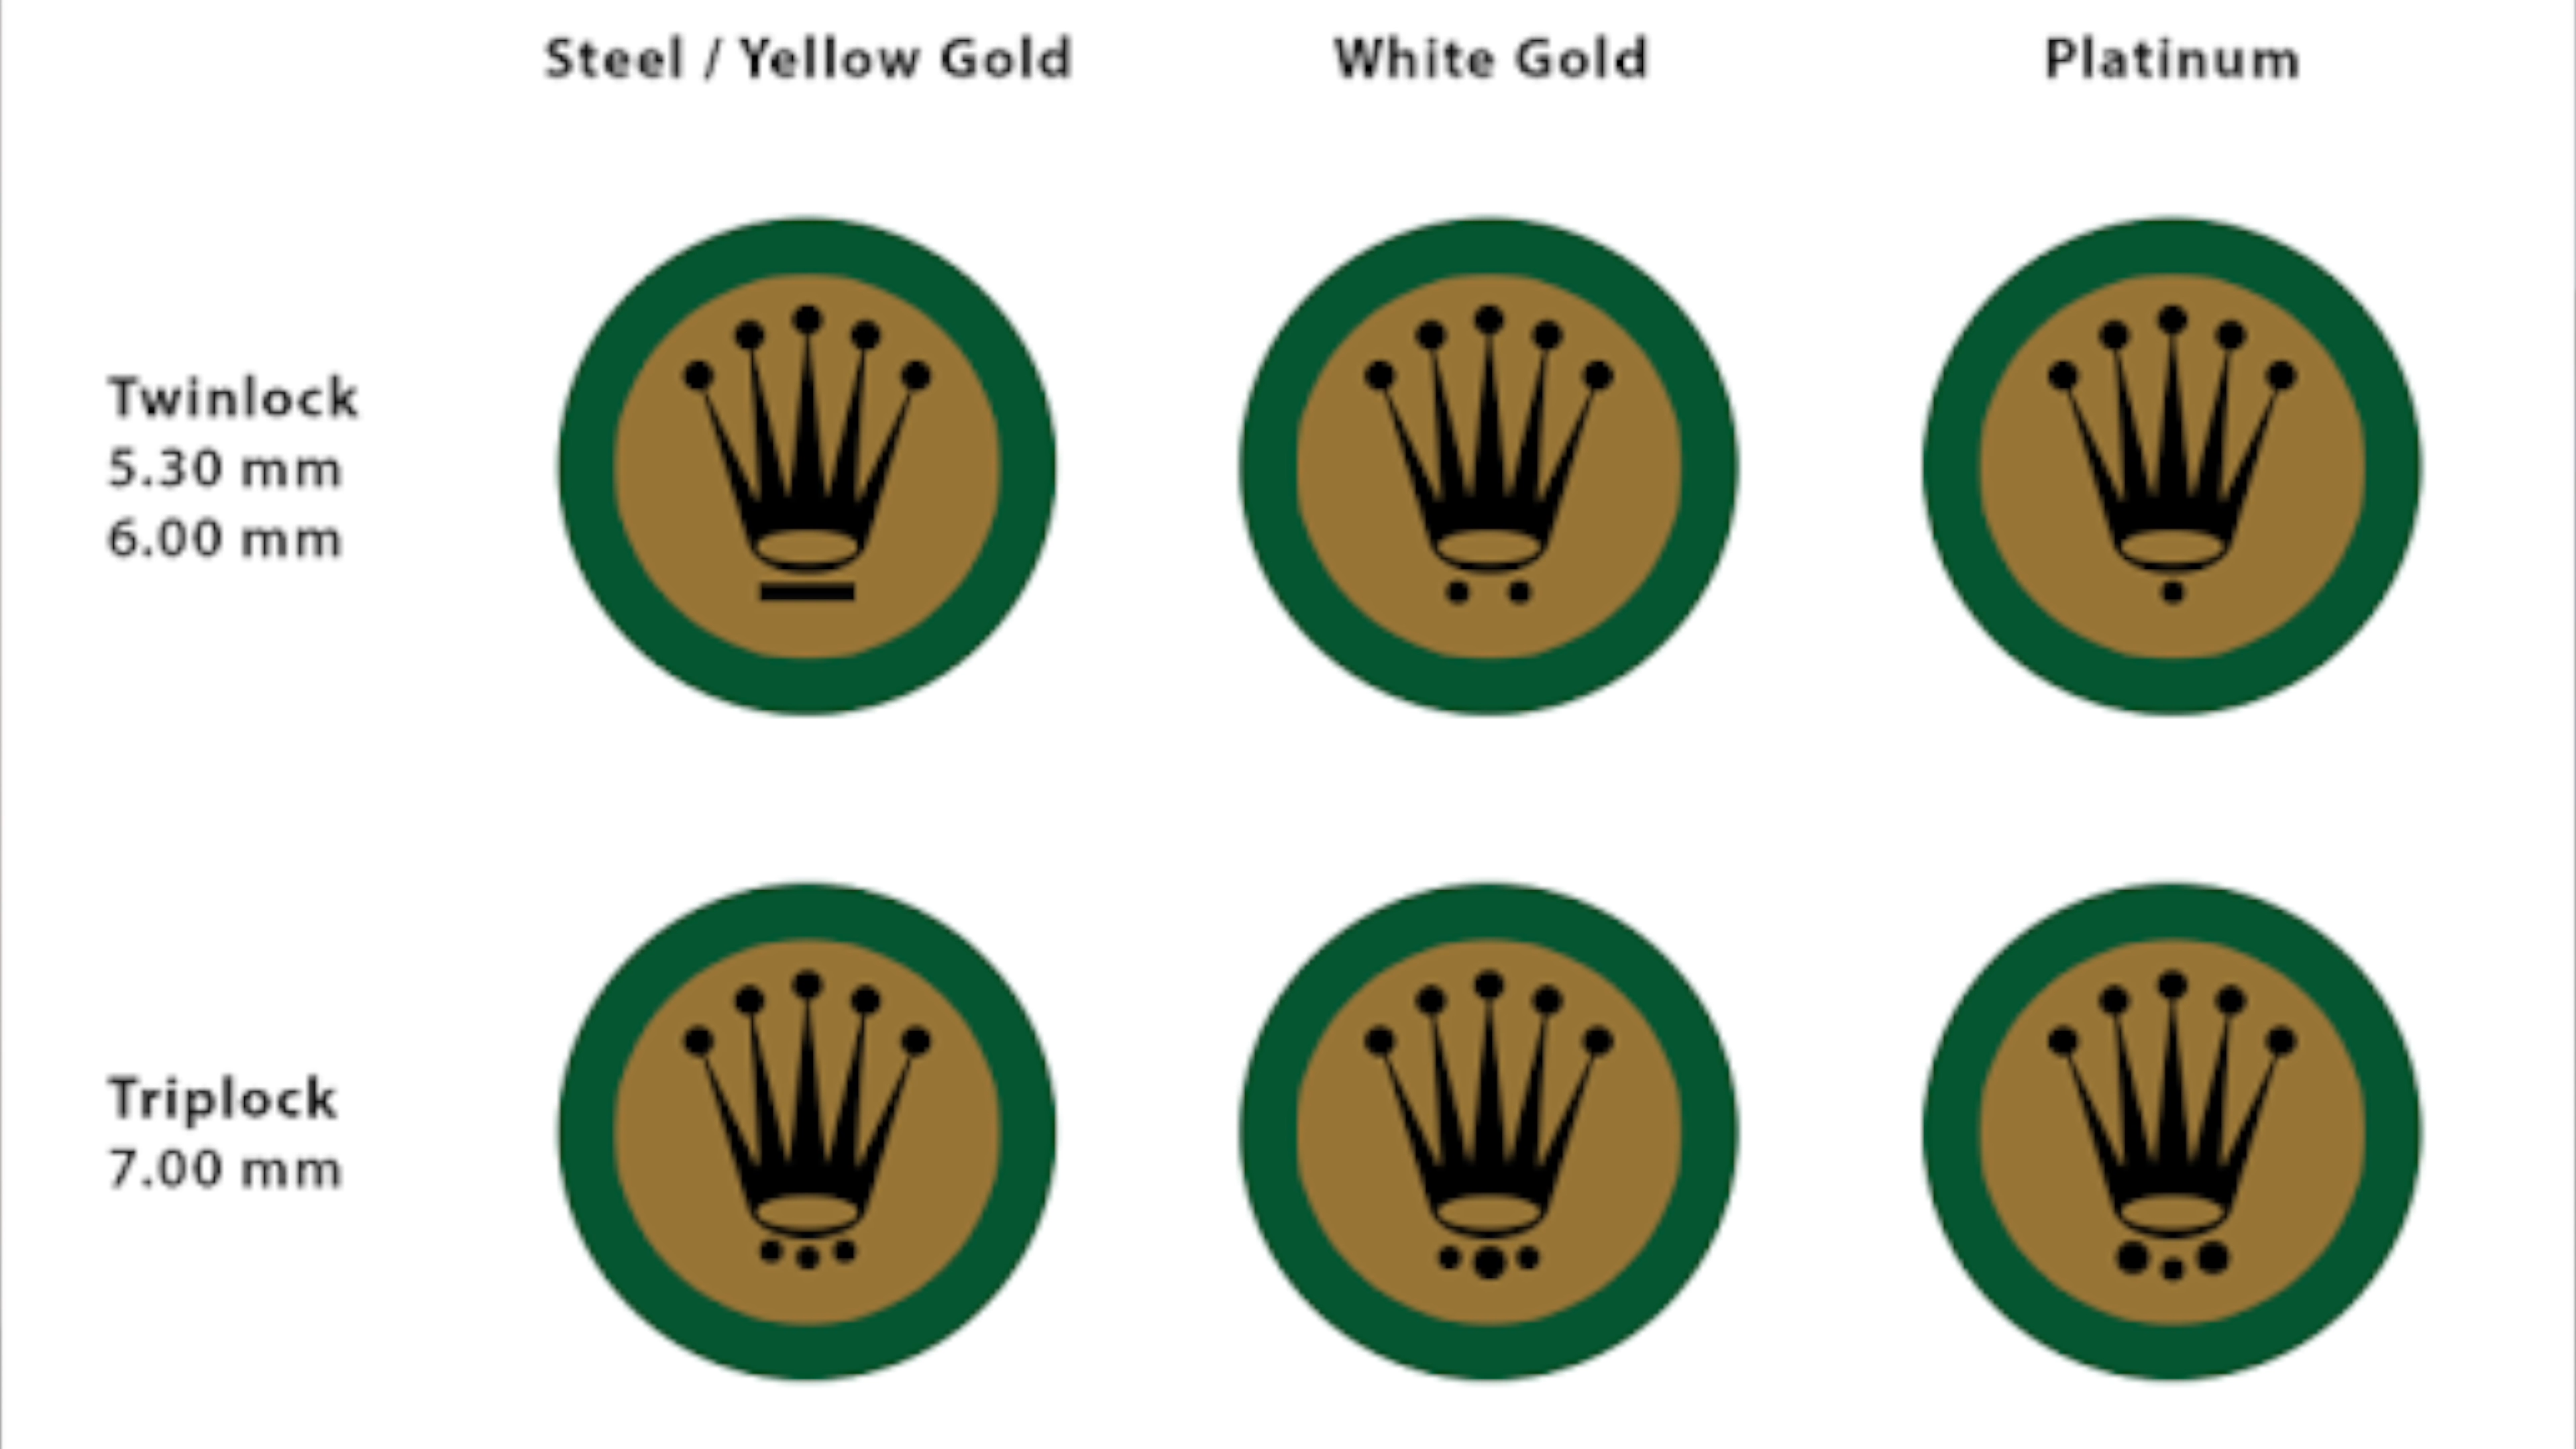 Steel / Yellow Gold
White Gold
Platinum
Twinlock
5.30 mm
6.00 mm
Triplock
7.00 mm